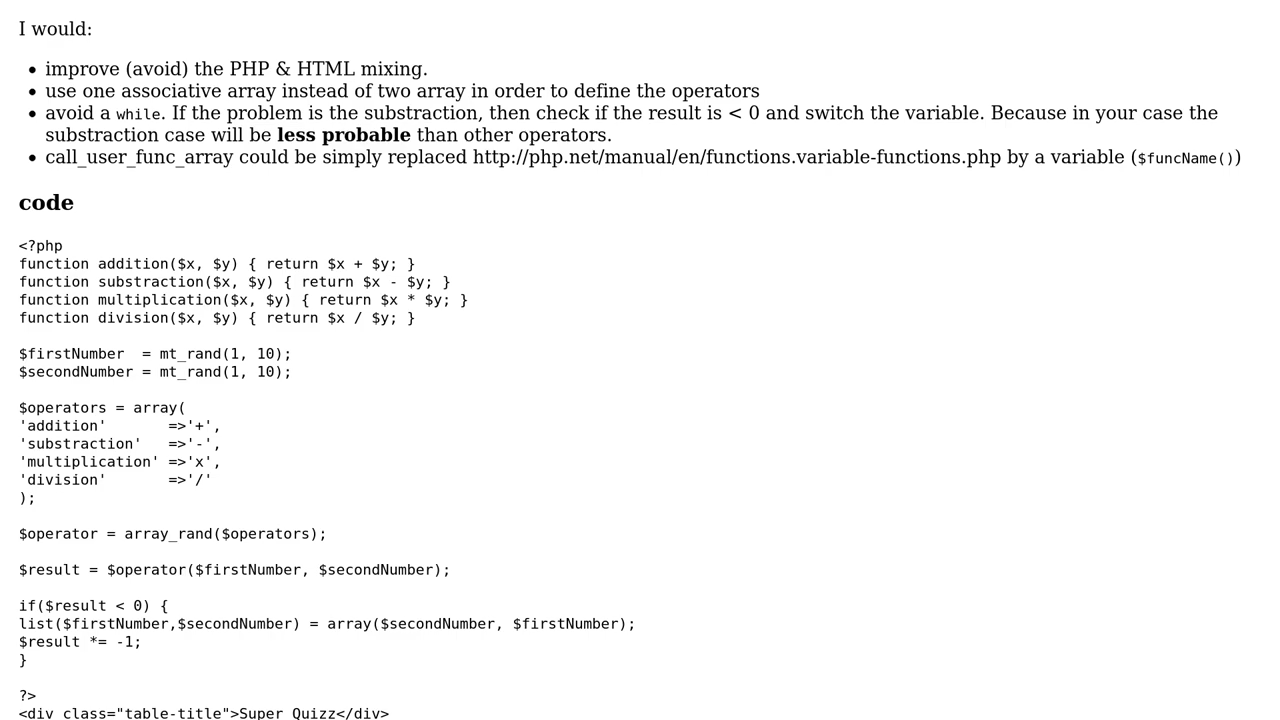 I would:
• improve (avoid) the PHP & HTML mixing.
• use one associative array instead of two array in order to define the operators
• avoid a while. If the problem is the substraction, then check if the result is < 0 and switch the variable. Because in your case the
substraction case will be less probable than other operators.
• call_user_func_array could be simply replaced http://php.net/manual/en/functions.variable-functions.php by a variable ($funcName())
code
<?php
function addition($x, $y) { return $x + $y; }
function substraction($x, $y) { return $x - $y; }
function multiplication($x, $y) { return $x * $y; }
function division($x, $y) { return $x / $y; }
$firstNumber  = mt_rand(1, 10);
$secondNumber = mt_rand(1, 10);
$operators = array(
'addition'       =>'+',
'substraction'   =>'-',
'multiplication' =>'x',
'division'       =>'/'
);
$operator = array_rand($operators);
$result = $operator($firstNumber, $secondNumber);
if($result < 0) {
list($firstNumber,$secondNumber) = array($secondNumber, $firstNumber);
$result *= -1;
}
?>
<div class="table-title">Super Quizz</div>